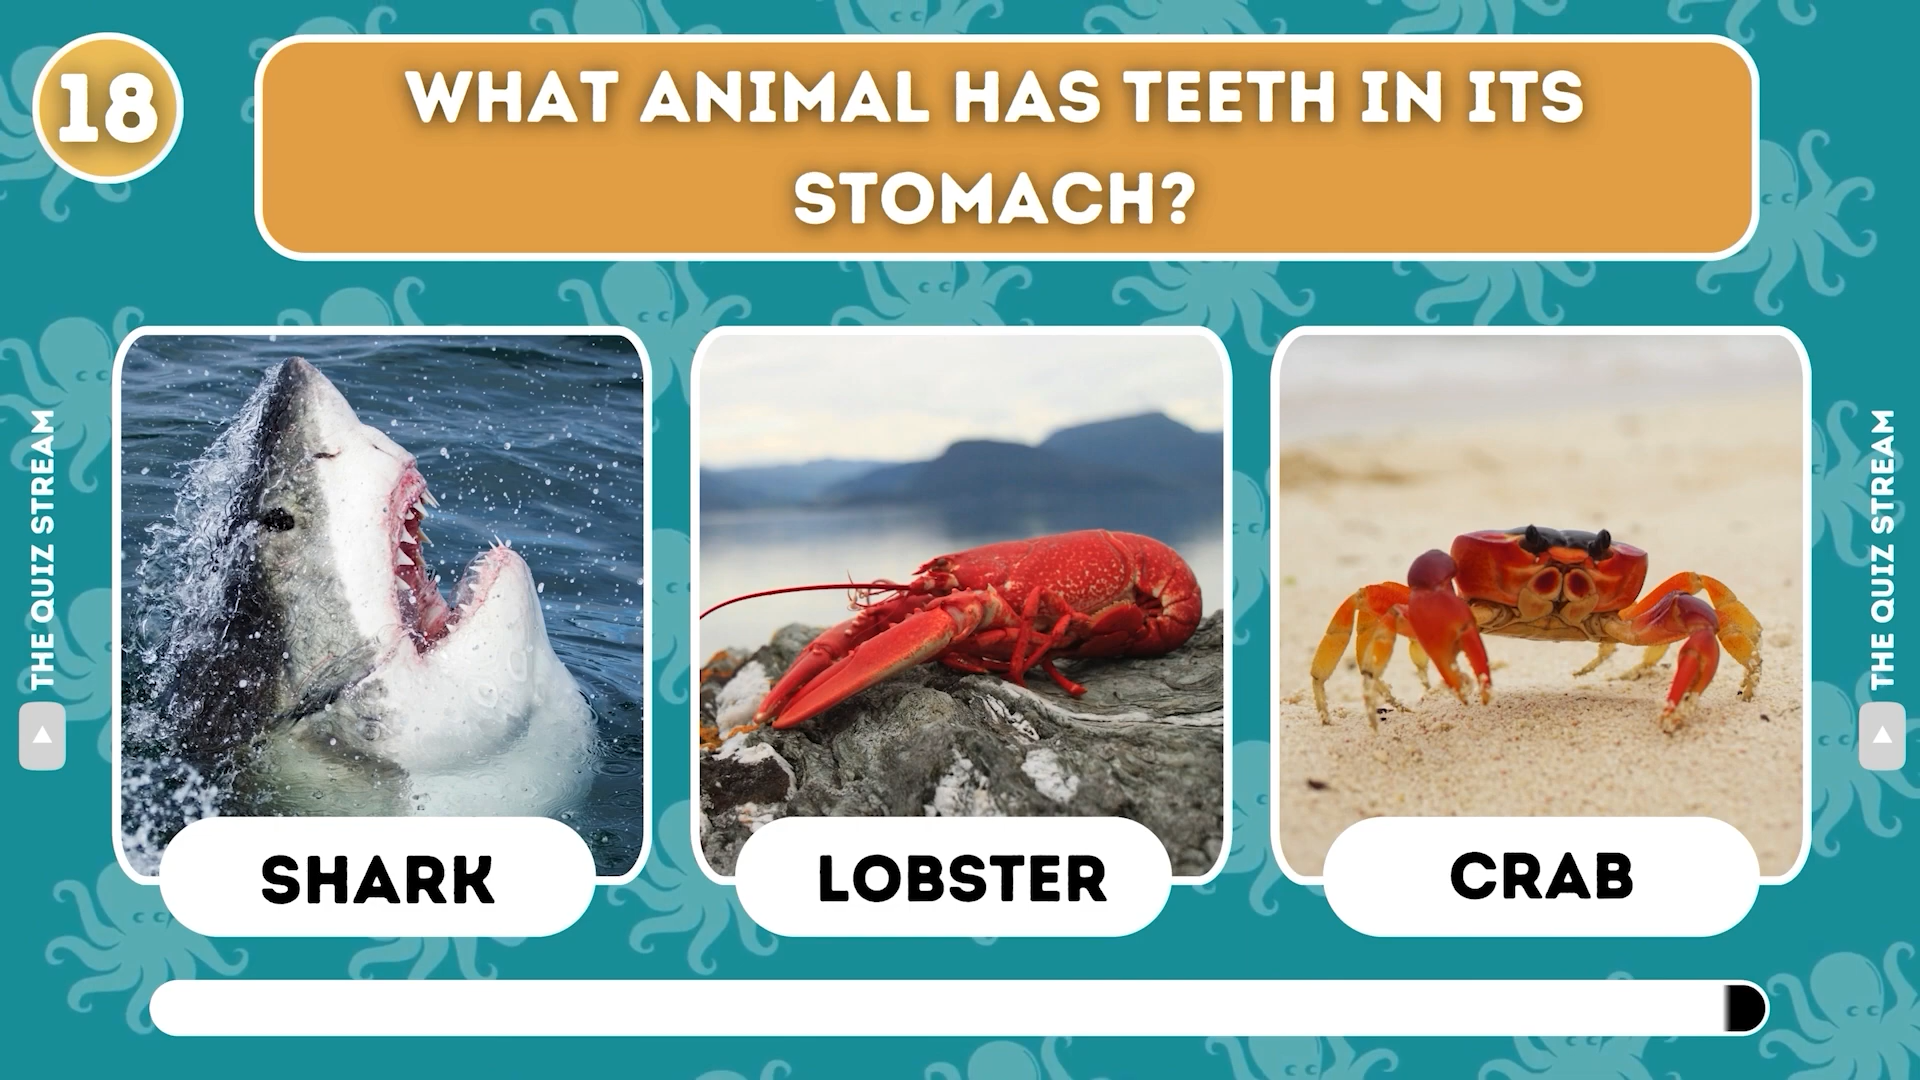 18
WHAT ANIMAL HAS TEETH IN ITS
STOMACH?
THE QUIZ STREAM
THE QUIZ STREAM
SHARK
LOBSTER
CRAB